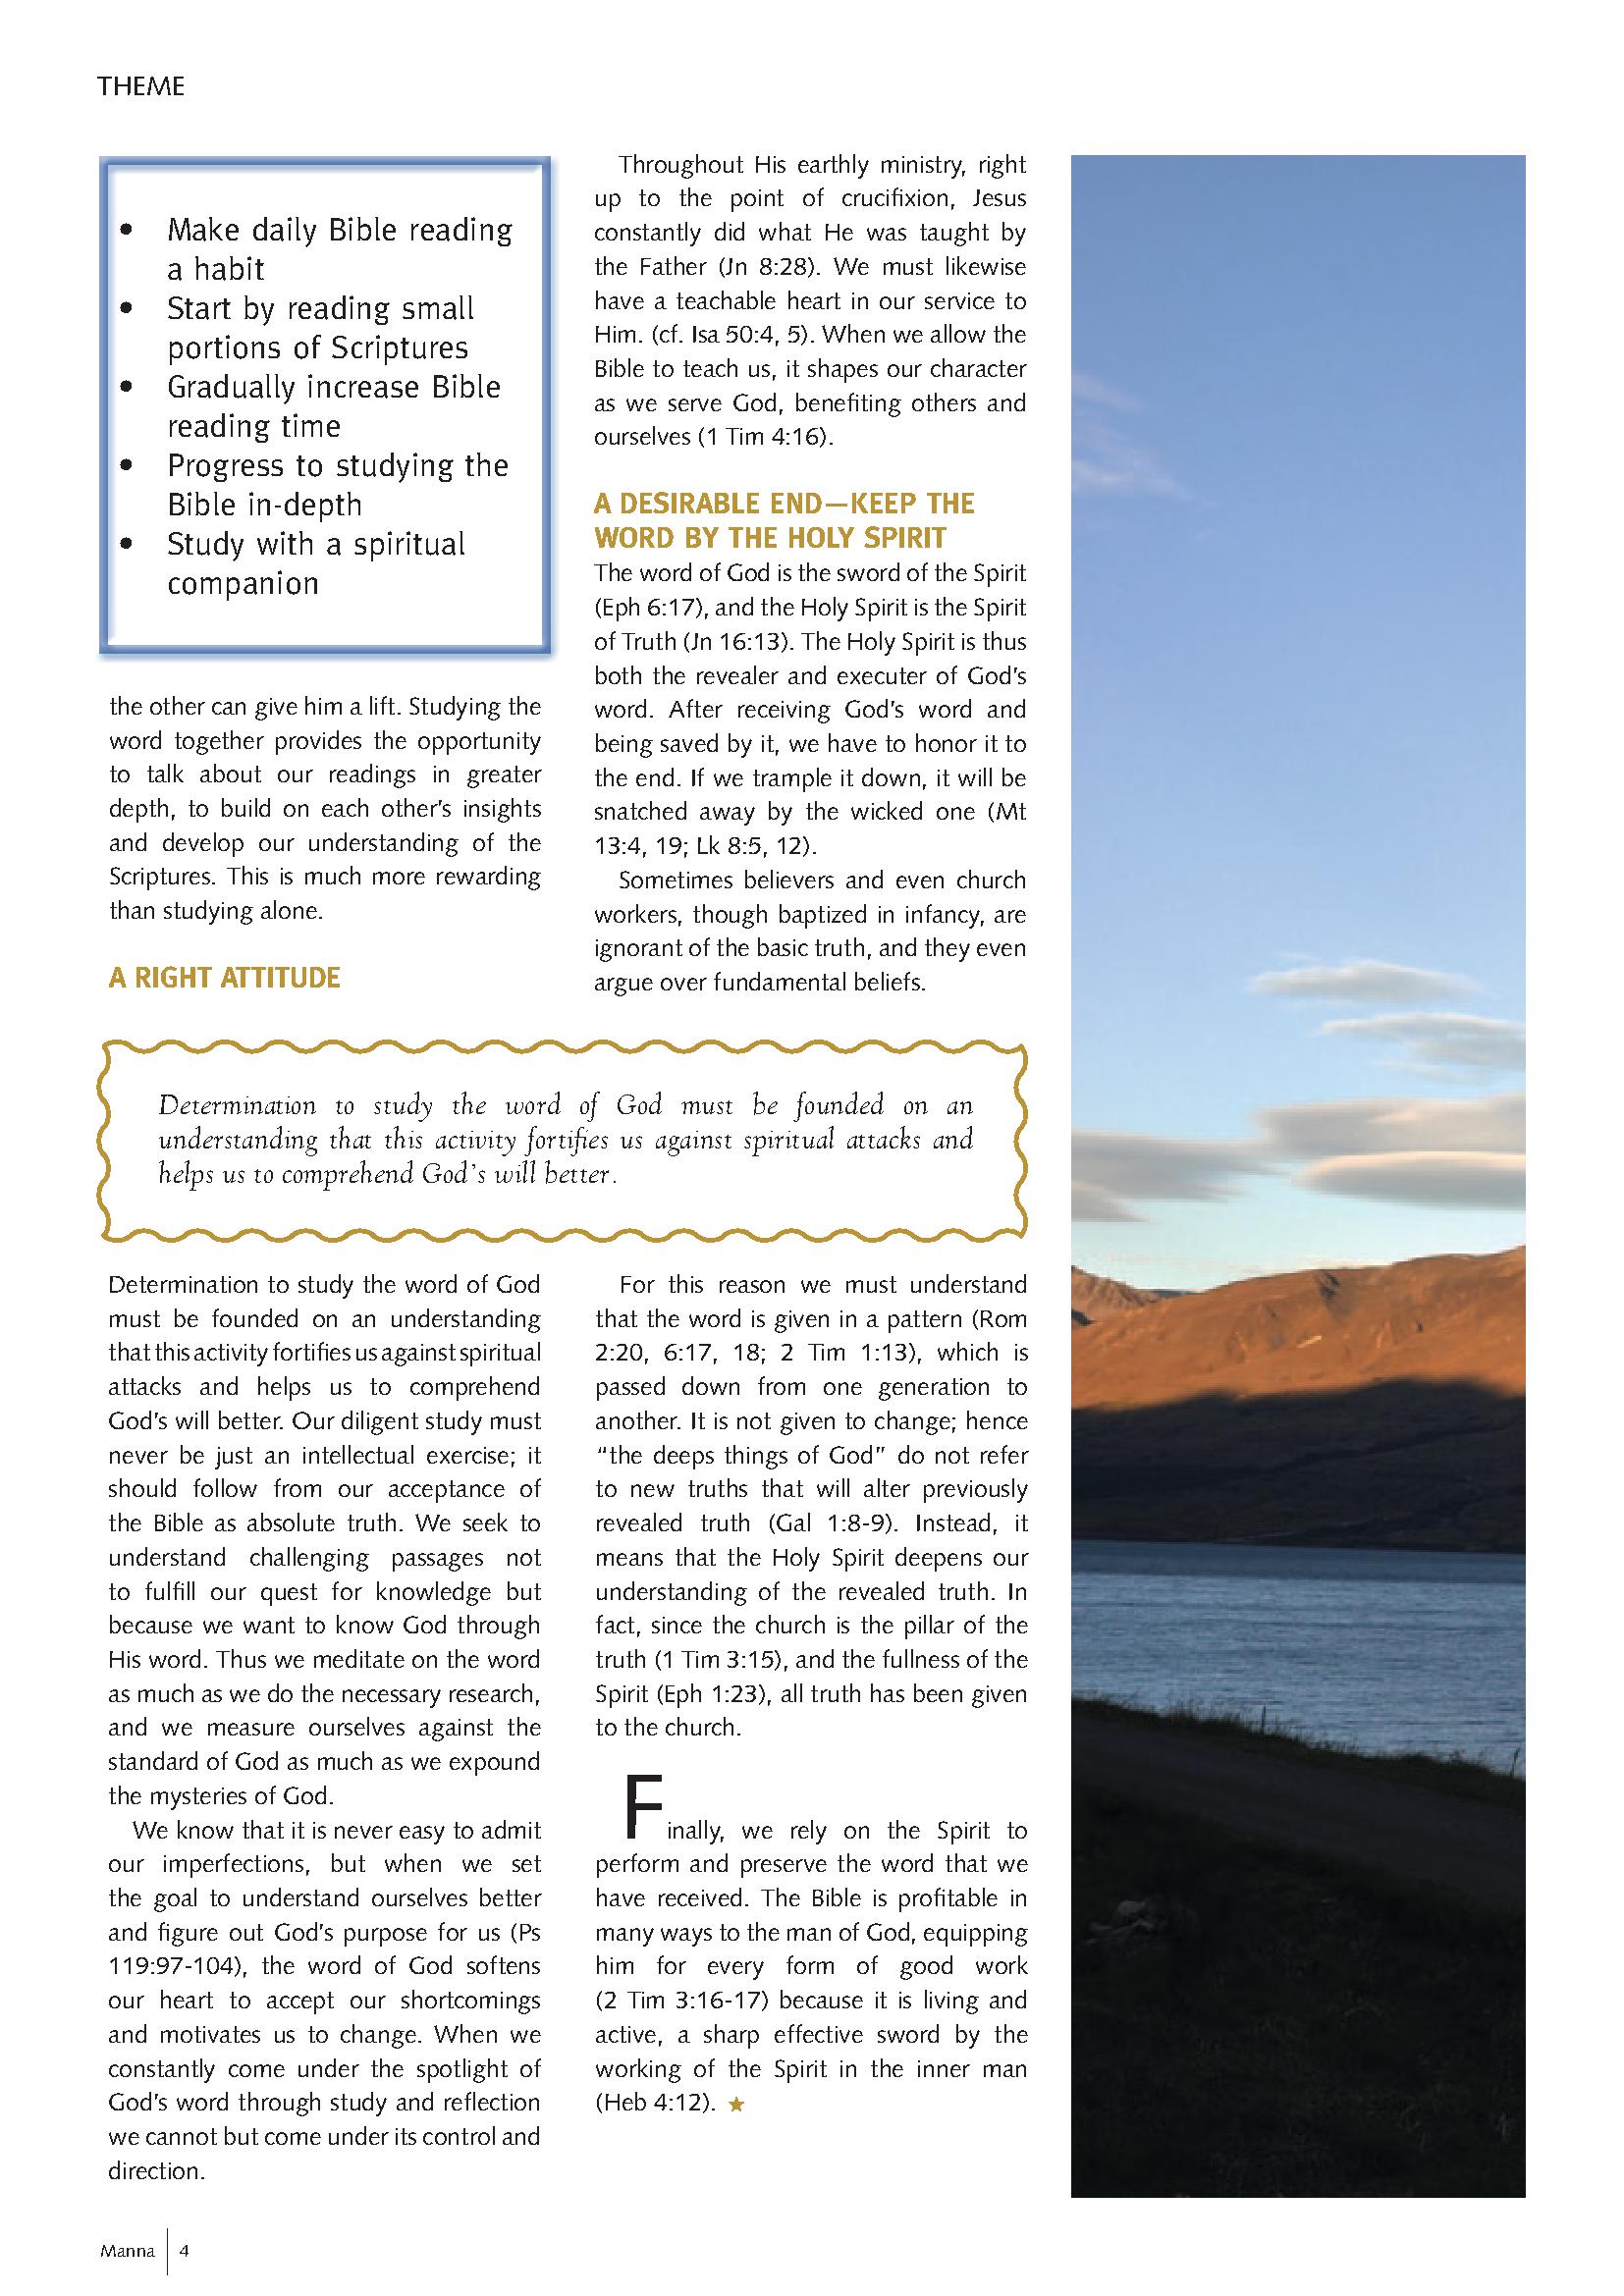 THEME
• Make daily Bible reading
a habit
• Start by reading small
portions of Scriptures
• Gradually increase Bible
reading time
• Progress to studying the
Bible in-depth
• Study with a spiritual
companion
the other can give him a lift. Studying the
word together provides the opportunity
to talk about our readings in greater
depth, to build on each other's insights
and develop our understanding of the
Scriptures. This is much more rewarding
than studying alone.
A RIGHT ATTITUDE
Determination to study the word of God
must be founded on an understanding
that this activity fortifies us against spiritual
attacks and helps us to comprehend
God's will better. Our diligent study must
never be just an intellectual exercise; it
should follow from our acceptance of
the Bible as absolute truth. We seek to
understand challenging passages not
to fulfill our quest for knowledge but
because we want to know God through
His word. Thus we meditate on the word
as much as we do the necessary research,
and we measure ourselves against the
standard of God as much as we expound
the mysteries of God.
We know that it is never easy to admit
our imperfections, but when we set
the goal to understand ourselves better
and figure out God's purpose for us (Ps
119:97-104), the word of God softens
our heart to accept our shortcomings
and motivates us to change. When we
constantly come under the spotlight of
God's word through study and reflection
we cannot but come under its control and
direction.
Throughout His earthly ministry, right
up to the point of crucifixion, Jesus
constantly did what He was taught by
the Father (Jn 8:28). We must likewise
have a teachable heart in our service to
Him. (cf. Isa 50:4, 5). When we allow the
Bible to teach us, it shapes our character
as we serve God, benefiting others and
ourselves (1 Tim 4:16).
A DESIRABLE END—KEEP THE
WORD BY THE HOLY SPIRIT
The word of God is the sword of the Spirit
(Eph 6:17), and the Holy Spirit is the Spirit
of Truth (Jn 16:13). The Holy Spirit is thus
both the revealer and executer of God's
word. After receiving God's word and
being saved by it, we have to honor it to
the end. If we trample it down, it will be
snatched away by the wicked one (Mt
13:4, 19; Lk 8:5, 12).
Sometimes believers and even church
workers, though baptized in infancy, are
ignorant of the basic truth, and they even
argue over fundamental beliefs.
Determination to study the word of God must be founded on an
understanding that this activity fortifies us against spiritual attacks and
helps us to comprehend God's will better.
For this reason we must understand
that the word is given in a pattern (Rom
2:20, 6:17, 18; 2 Tim 1:13), which is
passed down from one generation to
another. It is not given to change; hence
“the deeps things of God” do not refer
to new truths that will alter previously
revealed truth (Gal 1:8-9). Instead, it
means that the Holy Spirit deepens our
understanding of the revealed truth. In
fact, since the church is the pillar of the
truth (1 Tim 3:15), and the fullness of the
Spirit (Eph 1:23), all truth has been given
to the church.
Finally, we rely on the Spirit to
perform and preserve the word that we
have received. The Bible is profitable in
many ways to the man of God, equipping
him for every form of good work
(2 Tim 3:16-17) because it is living and
active, a sharp effective sword by the
working of the Spirit in the inner man
(Heb 4:12). ★
Manna | 4